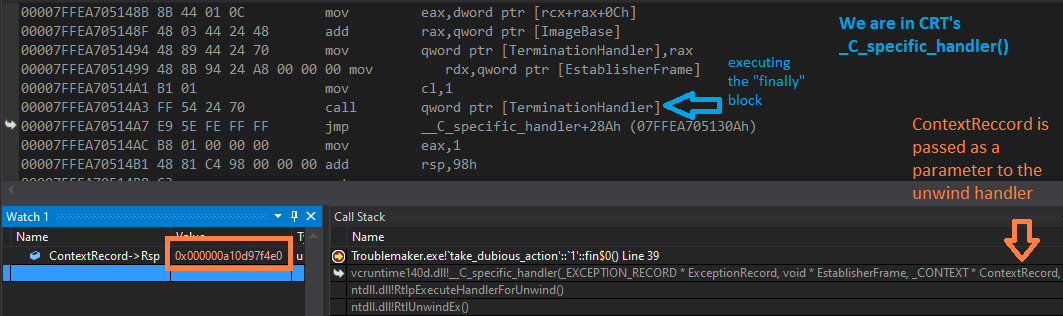 00007FFEA705148B 8B 44 01 0C mov eax,dword ptr [rcx+rax+0Ch]
00007FFEA705148F 48 03 44 24 48 add rax,qword ptr [ImageBase]
00007FFEA7051494 48 89 44 24 70 mov qword ptr [TerminationHandler],rax
00007FFEA7051499 48 8B 94 24 A8 00 00 00 mov rdx,qword ptr [EstablisherFrame]
00007FFEA70514A1 B1 01 mov cl,1
00007FFEA70514A3 FF 54 24 70 call qword ptr [TerminationHandler]
00007FFEA70514A7 E9 5E FE FF FF jmp __C_specific_handler+28Ah (07FFEA705130Ah)
00007FFEA70514AC B8 01 00 00 00 mov eax,1
00007FFEA70514B1 48 81 C4 98 00 00 00 add rsp,98h
We are in CRT's
_C_specific_handler()
executing
the "finally"
block
ContextReccord is
passed as a
parameter to the
unwind handler
Watch 1
Name Value
ContextRecord->Rsp 0x000000a10d97f4e0
Call Stack
Name
Troublemaker.exe!`take_dubious_action'::`1'::fin$0() Line 39
vcruntime140d.dll!__C_specific_handler(_EXCEPTION_RECORD * ExceptionRecord, void * EstablisherFrame, _CONTEXT * ContextRecord,
ntdll.dll!RtlpExecuteHandlerForUnwind()
ntdll.dll!RtlUnwindEx()